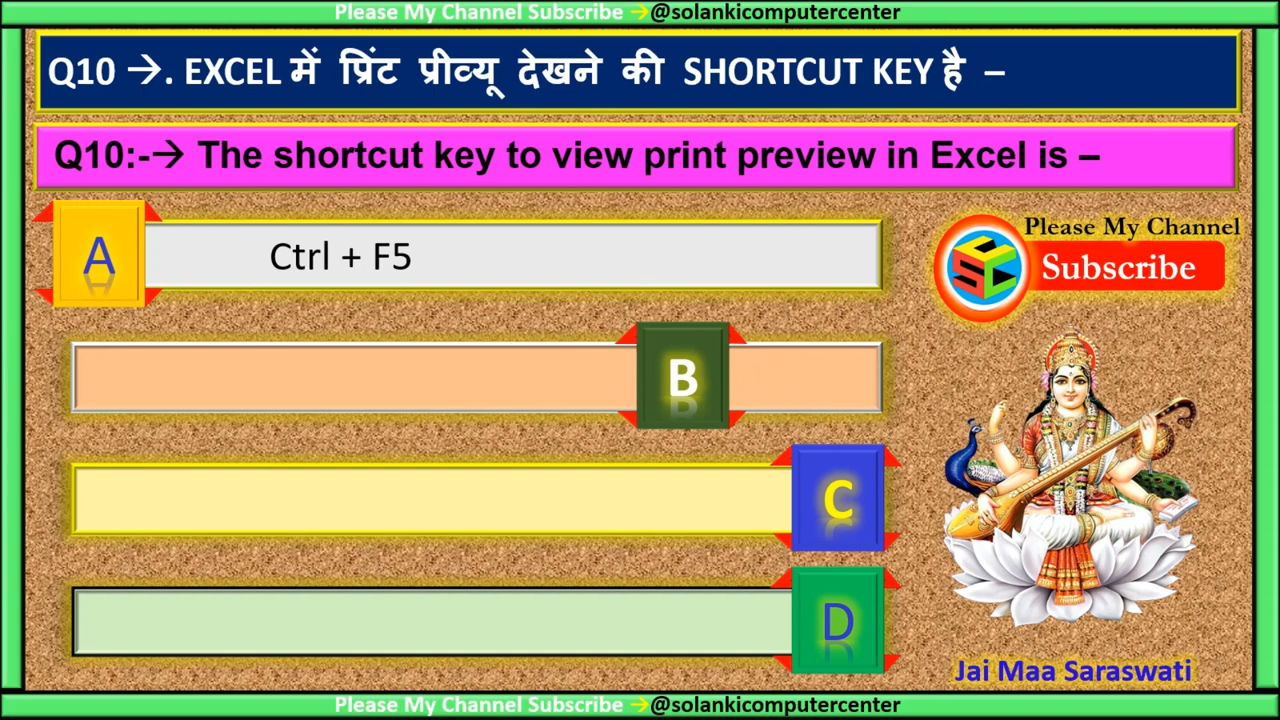 Please My Channel Subscribe →@solankicomputercenter
Q10 →. EXCEL में प्रिंट प्रीव्यू देखने की SHORTCUT KEY है –
Q10:-→ The shortcut key to view print preview in Excel is –
A Ctrl + F5
B
C
D
Please My Channel
Subscribe
SCC
Jai Maa Saraswati
Please My Channel Subscribe →@solankicomputercenter